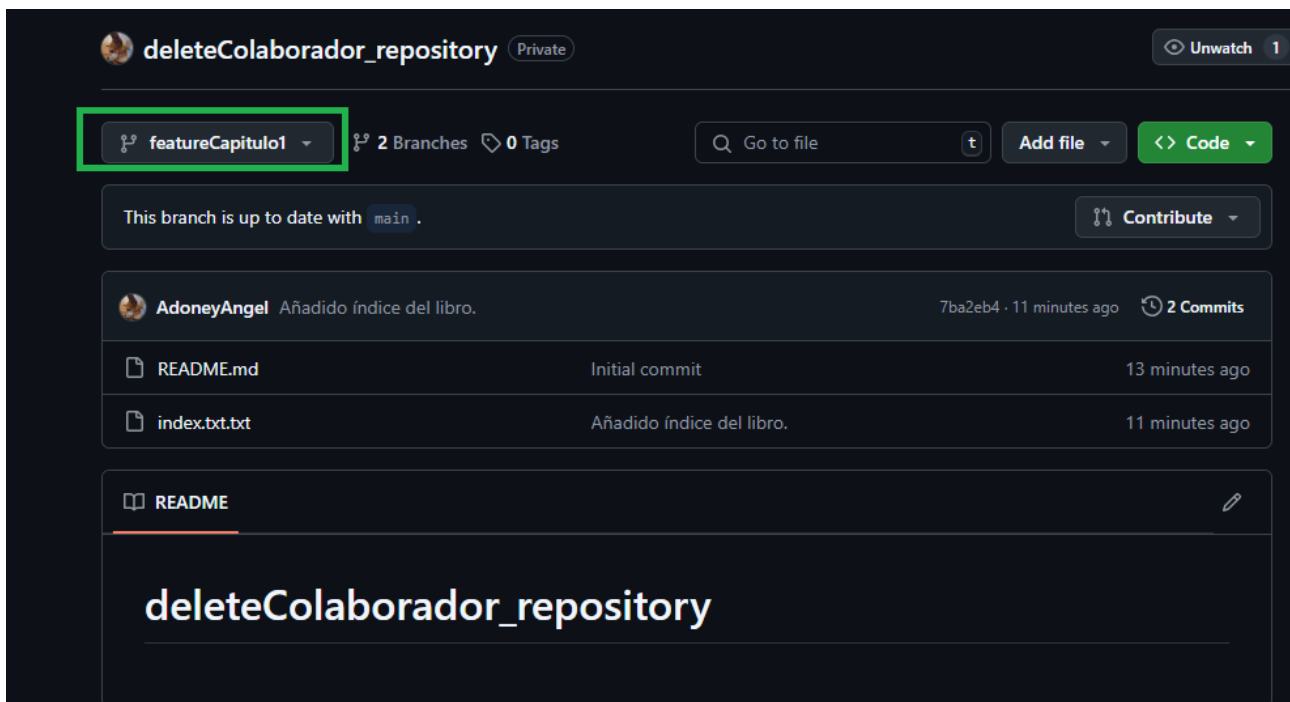 deleteColaborador_repository Private Unwatch 1
featureCapitulo1 2 Branches 0 Tags Go to file t Add file <> Code
This branch is up to date with main . Contribute
AdoneyAngel Añadido índice del libro. 7ba2eb4 · 11 minutes ago 2 Commits
README.md Initial commit 13 minutes ago
index.txt.txt Añadido índice del libro. 11 minutes ago
README
deleteColaborador_repository